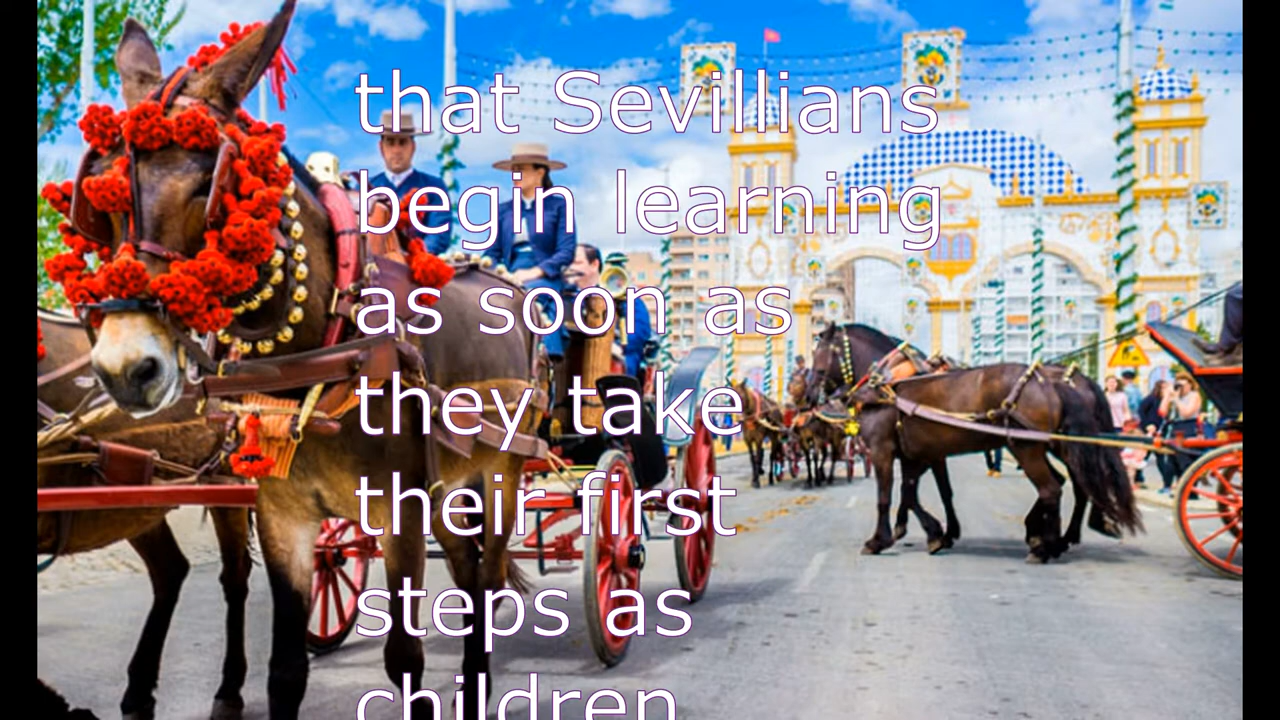 that Sevillians
begin learning
as soon as
they take
their first
steps as
children